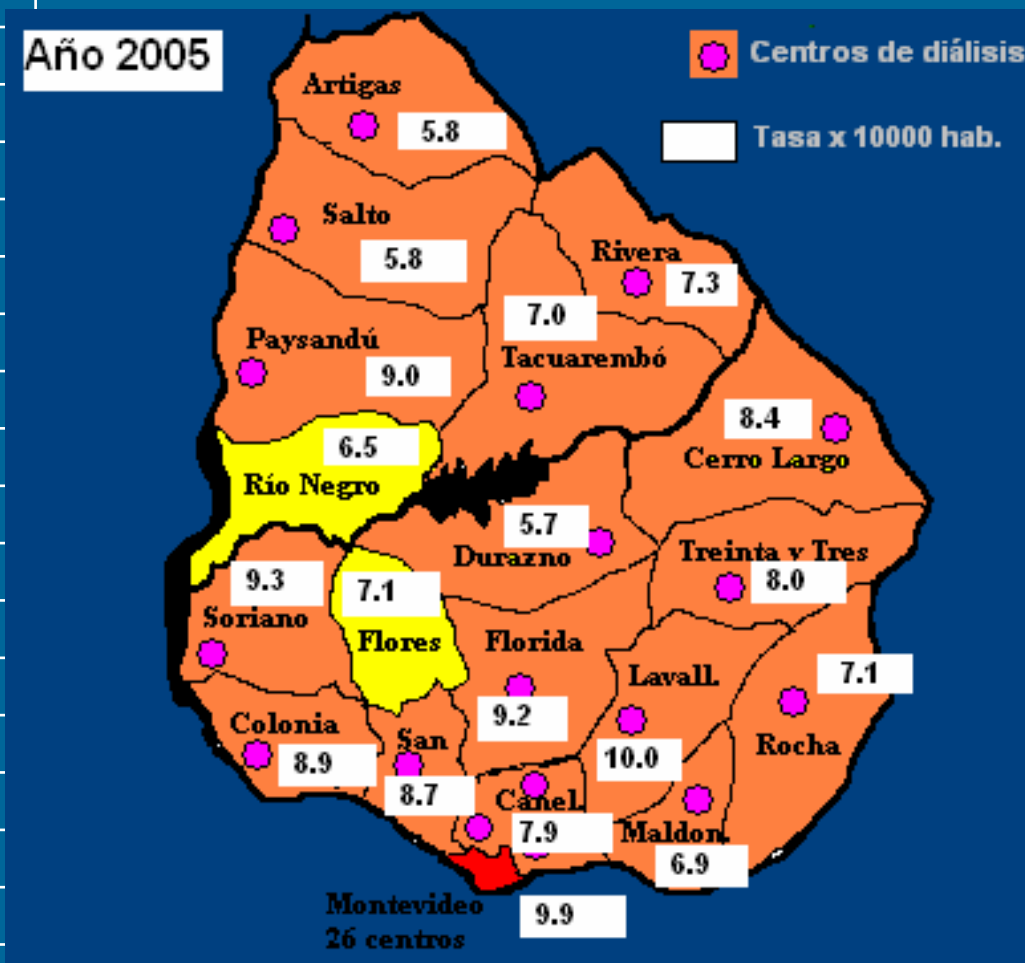 Año 2005
Centros de diálisis
Tasa x 10000 hab.
Artigas
5.8
Salto
5.8
Rivera
7.3
7.0
Tacuarembó
Paysandú
9.0
8.4
Cerro Largo
6.5
Río Negro
5.7
Durazno
Treinta y Tres
8.0
9.3
Soriano
7.1
Flores
Florida
9.2
Lavall.
10.0
7.1
Rocha
Colonia
8.9
San
8.7
Canel.
7.9
Maldon.
6.9
Montevideo
26 centros
9.9